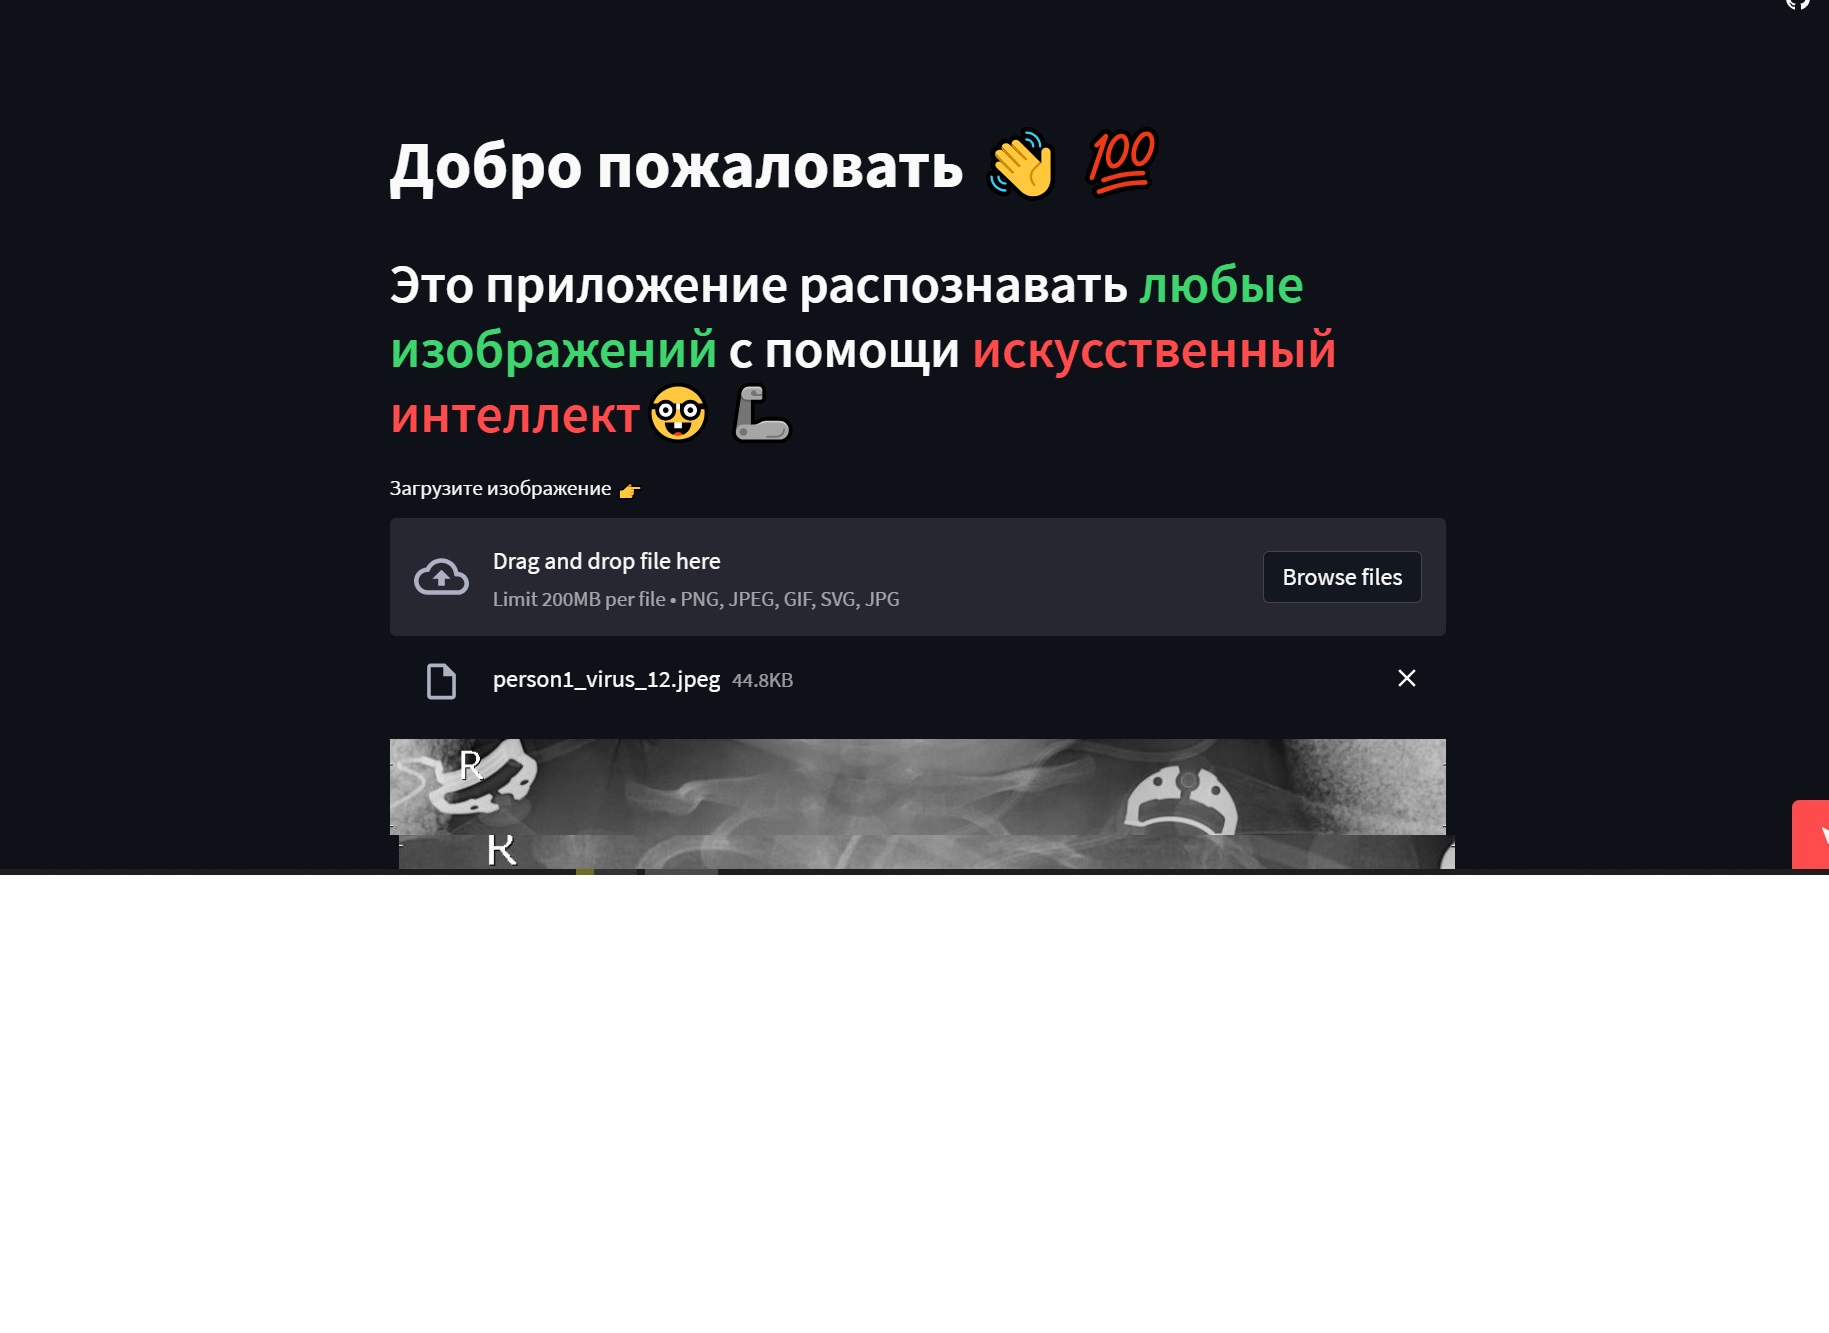 Добро пожаловать 👋 💯
Это приложение распознавать любые
изображений с помощи искусственный
интеллект🤓 🦾
Загрузите изображение 👉
Drag and drop file here
Limit 200MB per file • PNG, JPEG, GIF, SVG, JPG
Browse files
person1_virus_12.jpeg 44.8KB
R
R